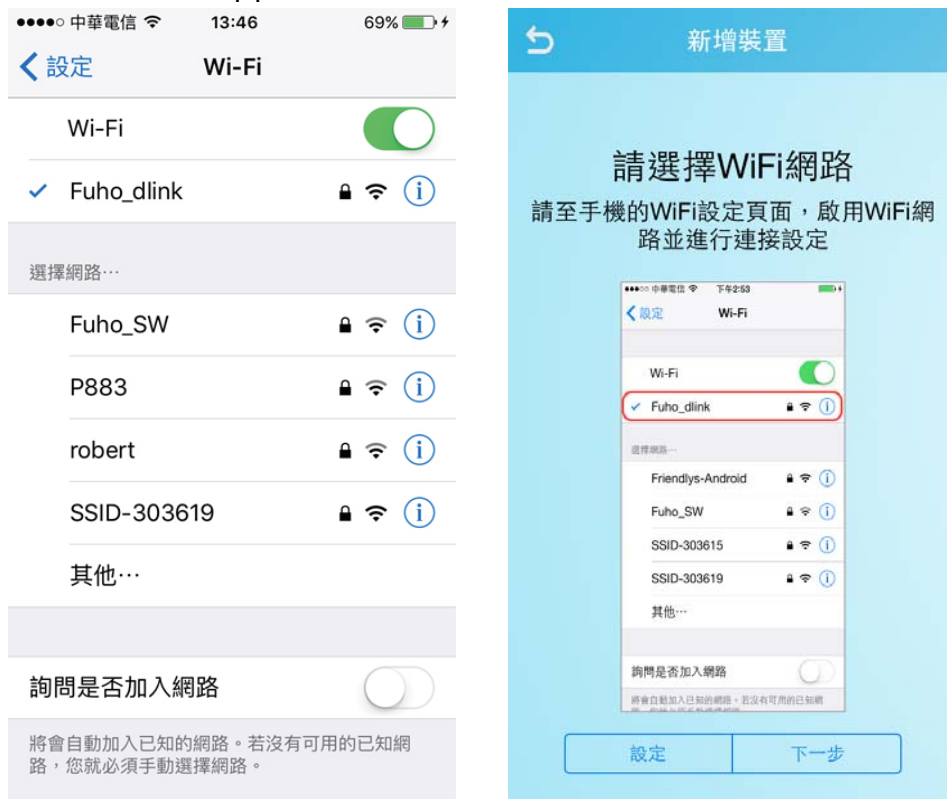 中華電信 13:46 69%
設定 Wi-Fi
Wi-Fi
Fuho_dlink
選擇網路…
Fuho_SW
P883
robert
SSID-303619
其他…
詢問是否加入網路
將會自動加入已知的網路。若沒有可用的已知網
路，您就必須手動選擇網路。
新增裝置
請選擇WiFi網路
請至手機的WiFi設定頁面，啟用WiFi網
路並進行連接設定
中華電信 下午2:53
設定 Wi-Fi
Wi-Fi
Fuho_dlink
選擇網路…
Friendlys-Android
Fuho_SW
SSID-303615
SSID-303619
其他…
詢問是否加入網路
將會自動加入已知的網路。若沒有可用的已知網
設定 下一步